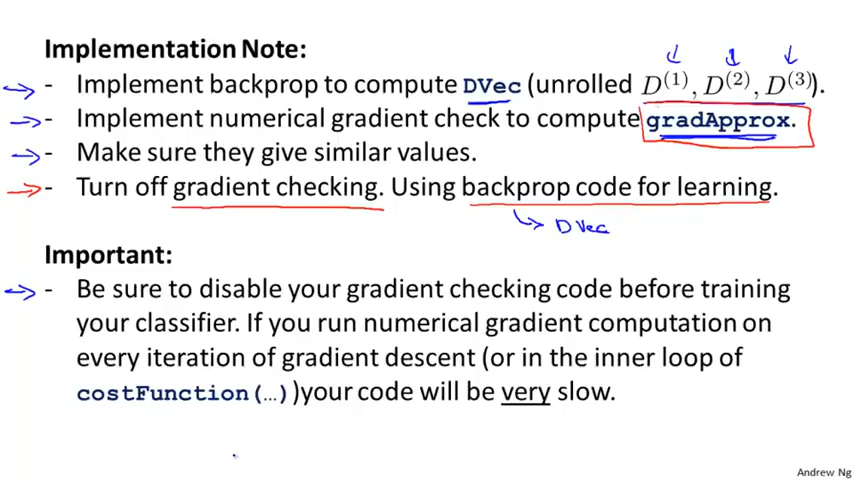 Implementation Note:
- Implement backprop to compute DVec (unrolled D^(1), D^(2), D^(3)).
- Implement numerical gradient check to compute gradApprox.
- Make sure they give similar values.
- Turn off gradient checking. Using backprop code for learning.
DVec
Important:
- Be sure to disable your gradient checking code before training
your classifier. If you run numerical gradient computation on
every iteration of gradient descent (or in the inner loop of
costFunction(…))your code will be very slow.
Andrew Ng